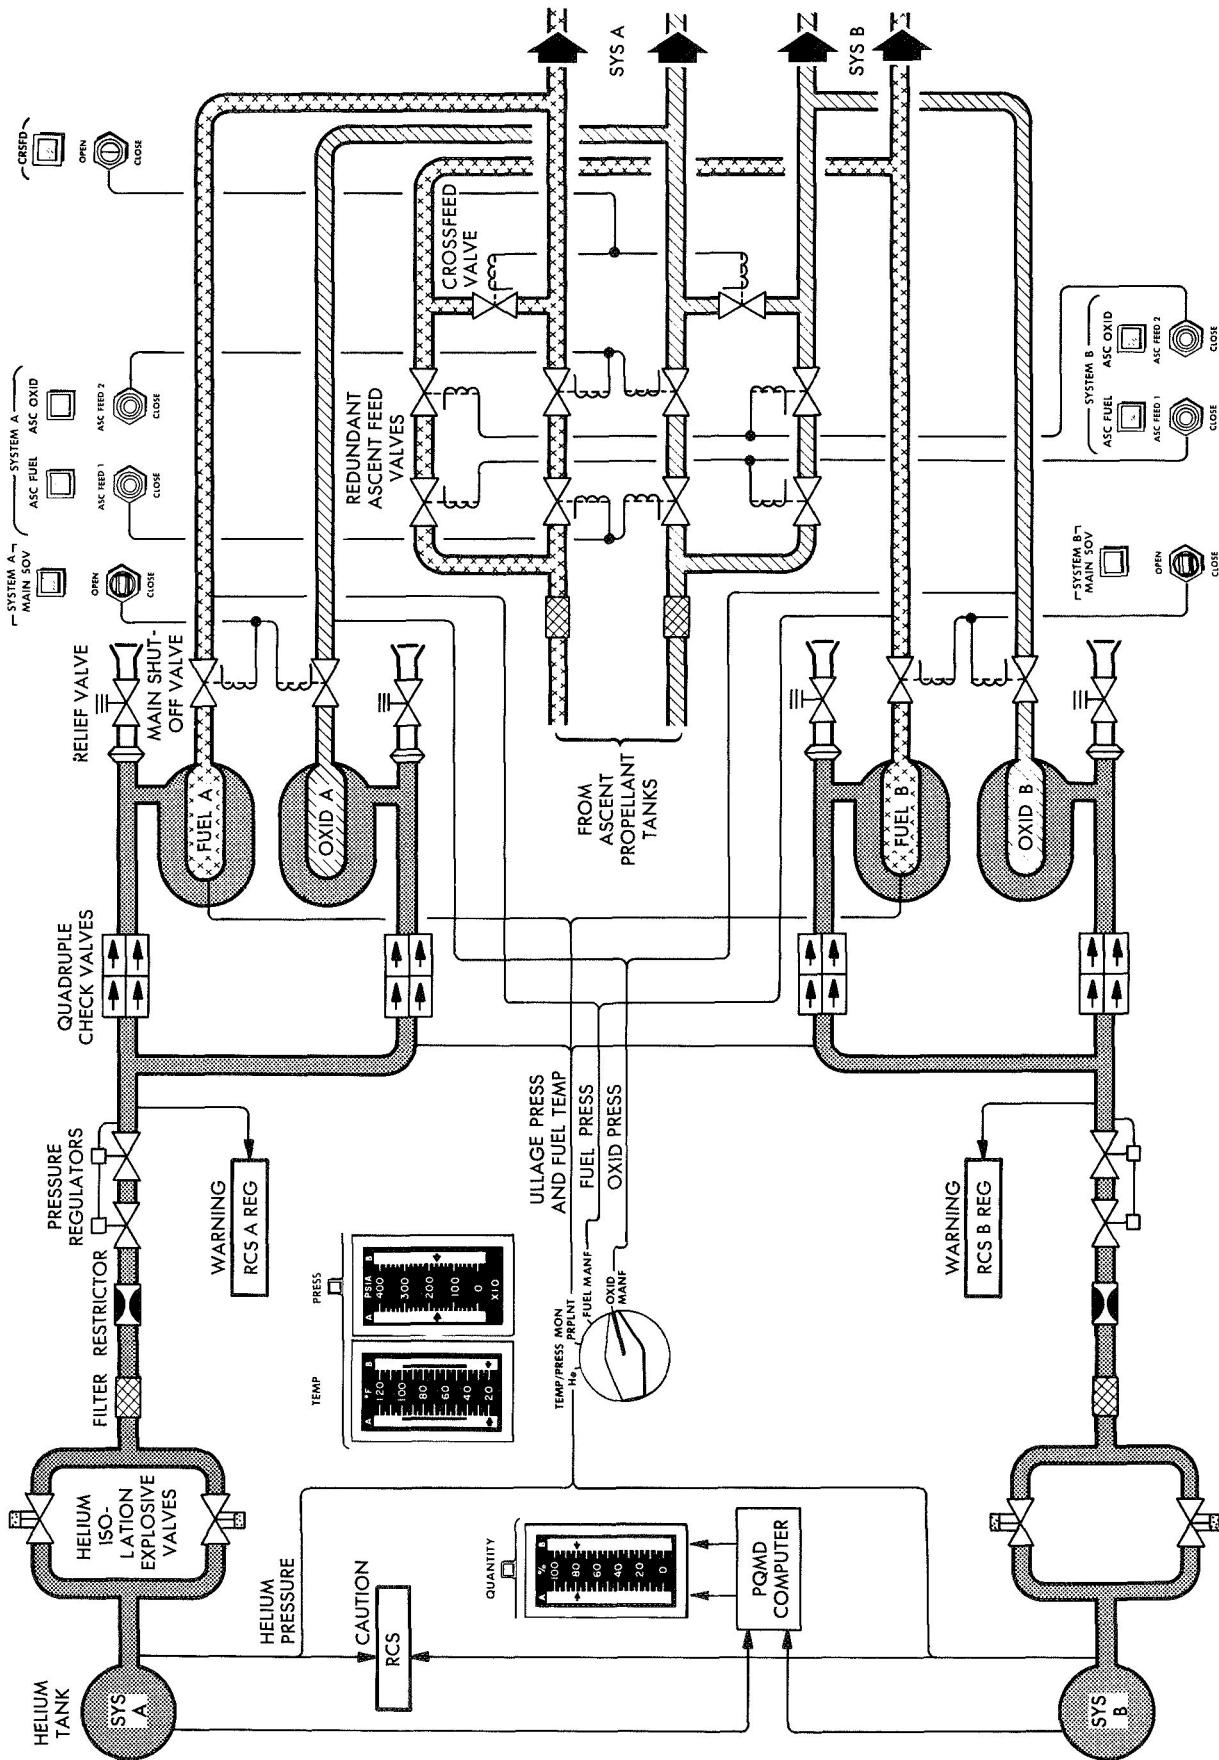 HELIUM
TANK
SYS
A
HELIUM
ISO-
LATION
EXPLOSIVE
VALVES
FILTER
RESTRICTOR
PRESSURE
REGULATORS
QUADRUPLE
CHECK VALVES
RELIEF VALVE
MAIN SHUT-
OFF VALVE
FUEL A
OXID A
SYSTEM A
MAIN SOV
OPEN
CLOSE
SYSTEM A
ASC FUEL
ASC OXID
ASC FEED 1
CLOSE
ASC FEED 2
CLOSE
CRSFD
OPEN
CLOSE
HELIUM
PRESSURE
CAUTION
RCS
WARNING
RCS A REG
QUANTITY
A
%
B
100
80
60
40
20
0
PQMD
COMPUTER
TEMP
A
°F
B
120
100
80
60
40
20
PRESS
A
PSIA
B
400
300
200
100
0
X10
TEMP/PRESS MON
He
PRPLNT
FUEL MANF
OXID
MANF
ULLAGE PRESS
AND FUEL TEMP
FUEL PRESS
OXID PRESS
FROM
ASCENT
PROPELLANT
TANKS
REDUNDANT
ASCENT FEED
VALVES
CROSSFEED
VALVE
SYS A
SYS B
WARNING
RCS B REG
FUEL B
OXID B
SYSTEM B
MAIN SOV
OPEN
CLOSE
SYSTEM B
ASC FUEL
ASC OXID
ASC FEED 1
CLOSE
ASC FEED 2
CLOSE
SYS
B